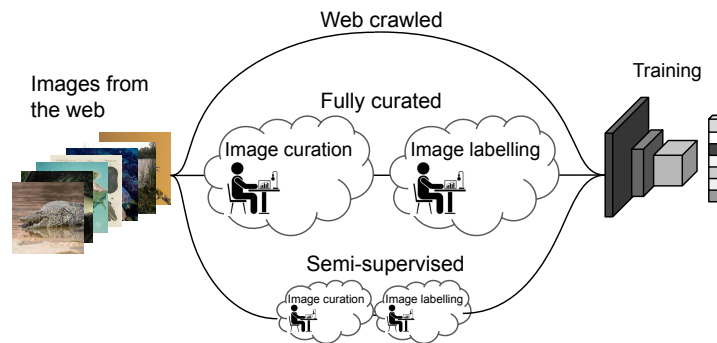 Web crawled
Images from
the web
Training
Fully curated
Image curation
Image labelling
Semi-supervised
Image curation
Image labelling